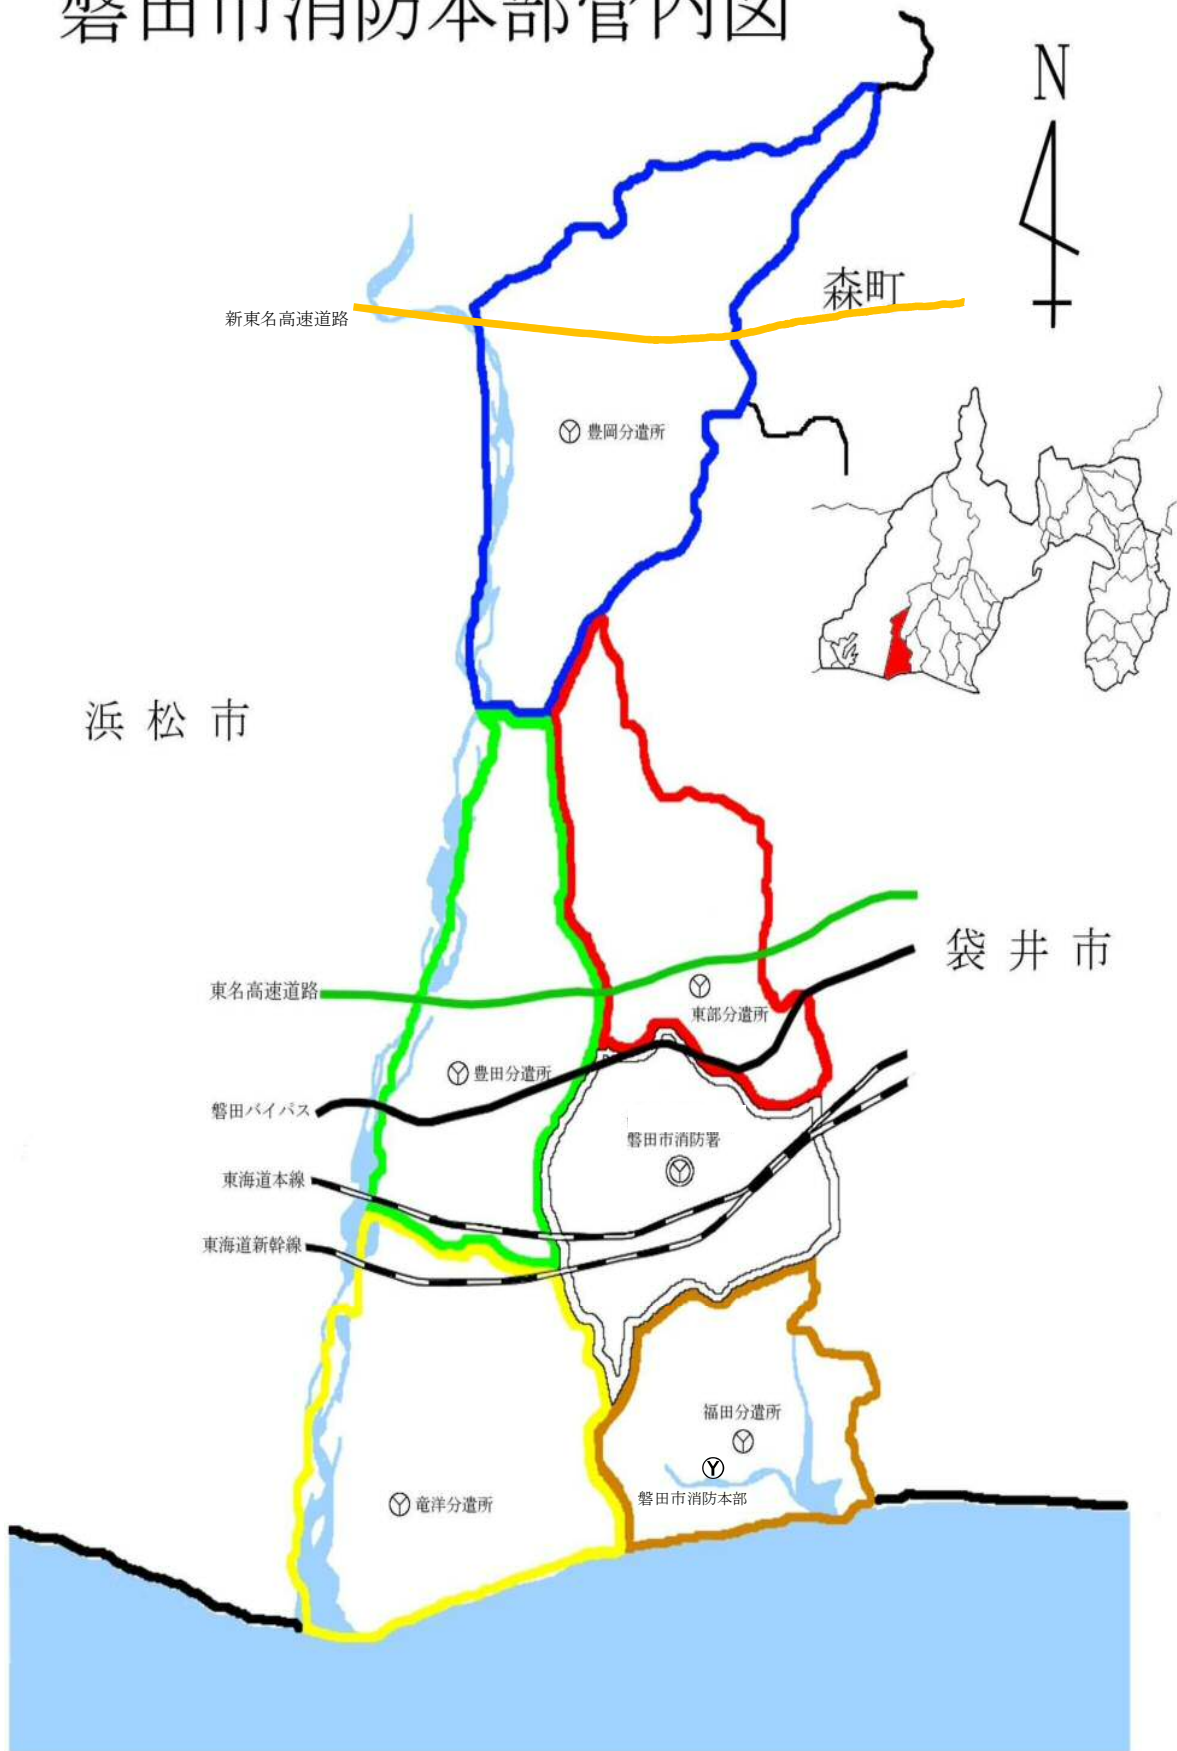 磐田市消防本部管内図
N
森町
新東名高速道路
豊岡分遣所
浜松市
袋井市
東名高速道路
東部分遣所
豊田分遣所
磐田バイパス
磐田市消防署
東海道本線
東海道新幹線
福田分遣所
磐田市消防本部
竜洋分遣所